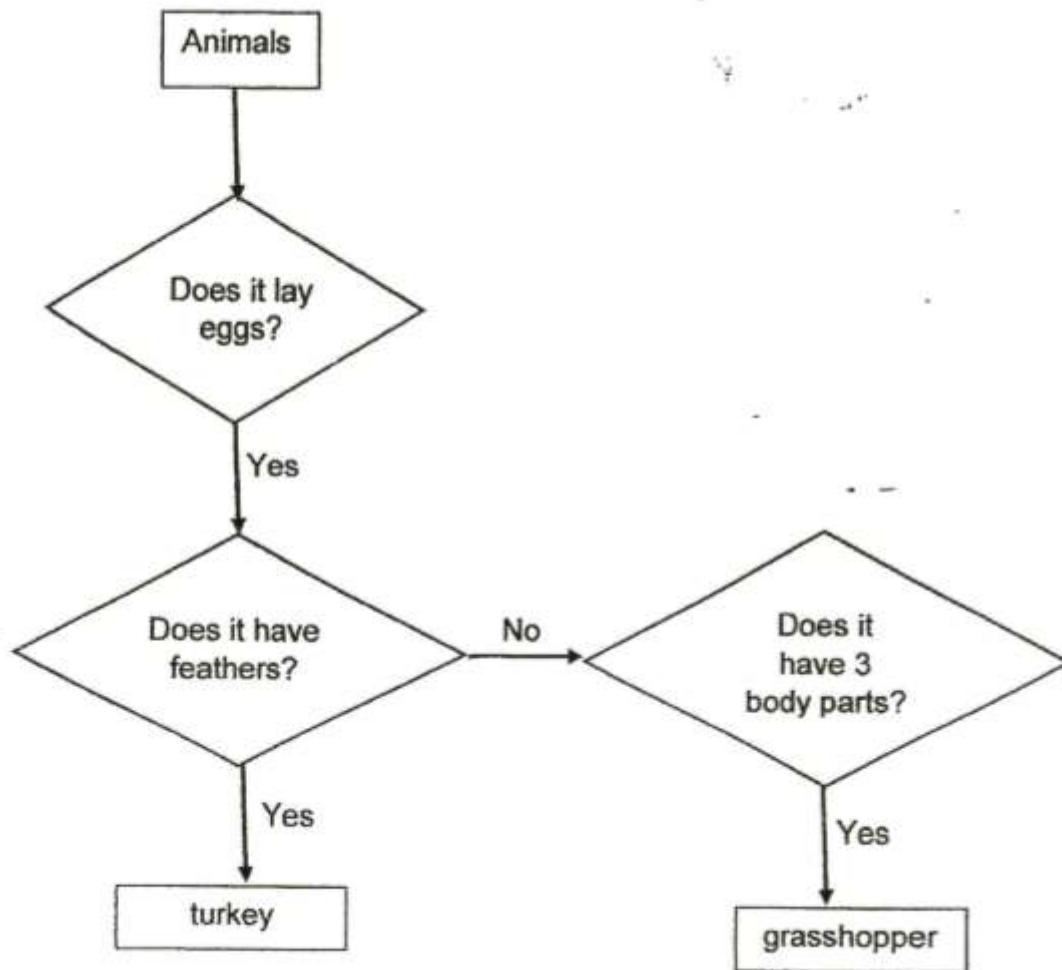 Animals
Does it lay
eggs?
Yes
Does it have
feathers?
No
Does it
have 3
body parts?
Yes
Yes
turkey
grasshopper